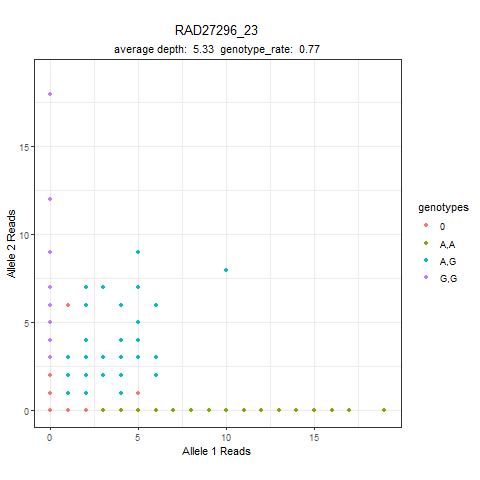 RAD27296_23
average depth: 5.33 genotype_rate: 0.77
15
10
5
0
Allele 2 Reads
0 5 10 15
Allele 1 Reads
genotypes
0
A,A
A,G
G,G